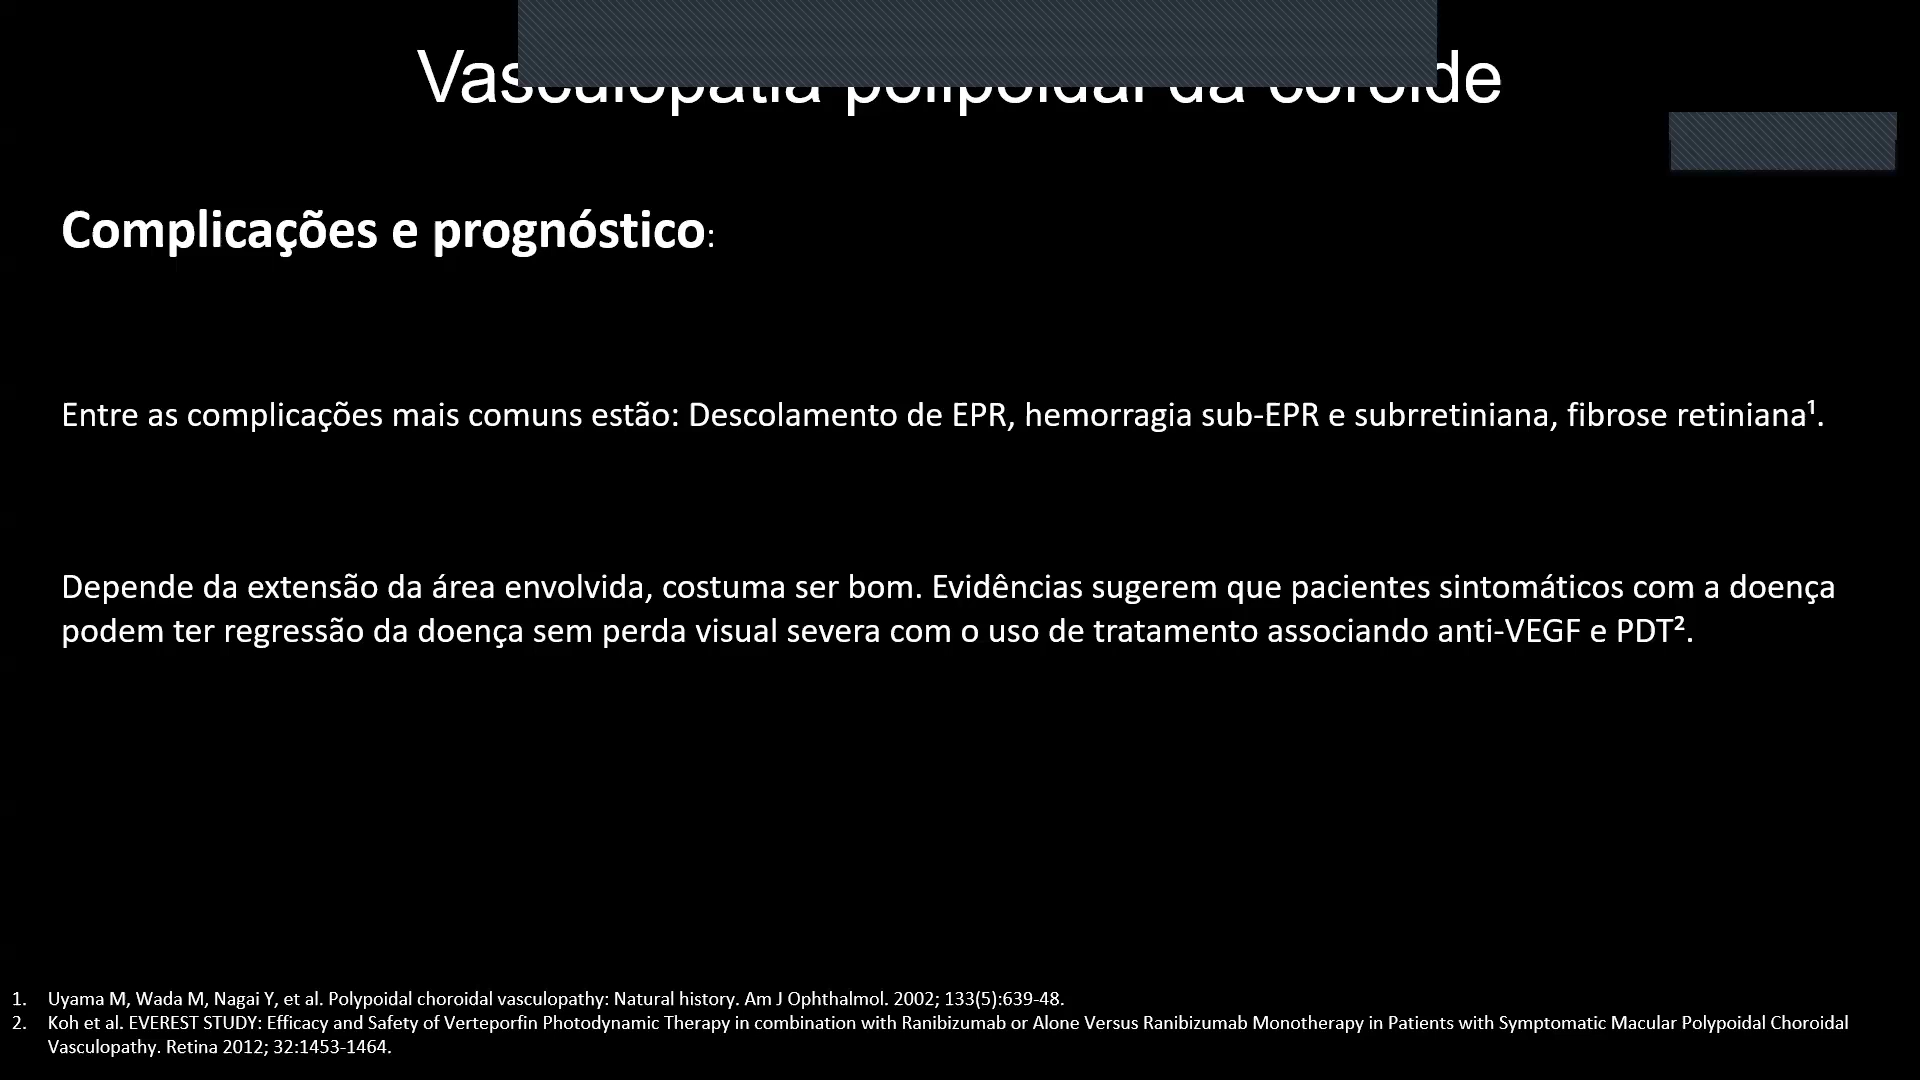 Vasculopatia polipoidal da coroide
Complicações e prognóstico:
Entre as complicações mais comuns estão: Descolamento de EPR, hemorragia sub-EPR e subrretiniana, fibrose retiniana¹.
Depende da extensão da área envolvida, costuma ser bom. Evidências sugerem que pacientes sintomáticos com a doença
podem ter regressão da doença sem perda visual severa com o uso de tratamento associando anti-VEGF e PDT².
1. Uyama M, Wada M, Nagai Y, et al. Polypoidal choroidal vasculopathy: Natural history. Am J Ophthalmol. 2002; 133(5):639-48.
2. Koh et al. EVEREST STUDY: Efficacy and Safety of Verteporfin Photodynamic Therapy in combination with Ranibizumab or Alone Versus Ranibizumab Monotherapy in Patients with Symptomatic Macular Polypoidal Choroidal
Vasculopathy. Retina 2012; 32:1453-1464.